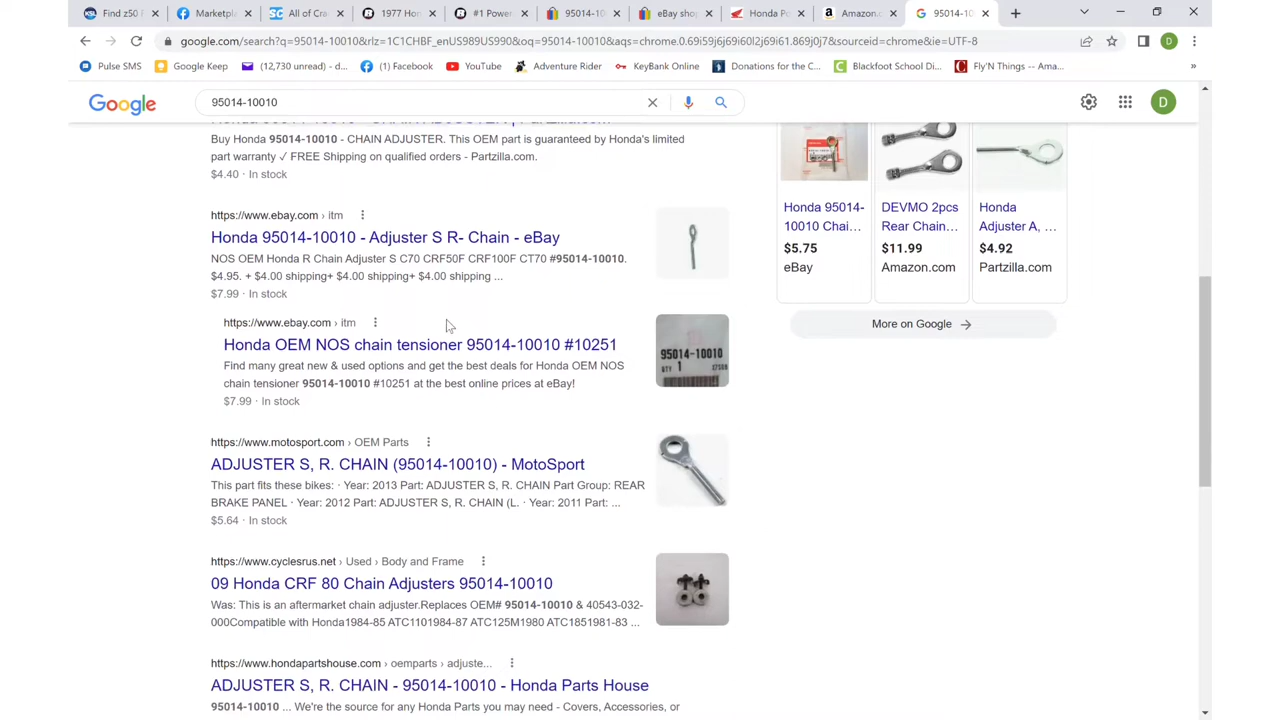 Find z50 F
Marketpla
All of Cra
1977 Hon
#1 Power
95014-10
eBay shop
Honda Po
Amazon.c
95014-10
google.com/search?q=95014-10010&rlz=1C1CHBF_enUS989US990&oq=95014-10010&aqs=chrome.0.69i59j6j69i60l2j69i61.869j0j7&sourceid=chrome&ie=UTF-8
D
Pulse SMS
Google Keep
(12,730 unread) - d...
(1) Facebook
YouTube
Adventure Rider
KeyBank Online
Donations for the C...
Blackfoot School Di...
Fly'N Things -- Ama...
»
Google
95014-10010
D
Buy Honda 95014-10010 - CHAIN ADJUSTER. This OEM part is guaranteed by Honda's limited
part warranty ✓ FREE Shipping on qualified orders - Partzilla.com.
$4.40 · In stock
https://www.ebay.com › itm
Honda 95014-10010 - Adjuster S R- Chain - eBay
NOS OEM Honda R Chain Adjuster S C70 CRF50F CRF100F CT70 #95014-10010.
$4.95. + $4.00 shipping+ $4.00 shipping+ $4.00 shipping ...
$7.99 · In stock
https://www.ebay.com › itm
Honda OEM NOS chain tensioner 95014-10010 #10251
Find many great new & used options and get the best deals for Honda OEM NOS
chain tensioner 95014-10010 #10251 at the best online prices at eBay!
$7.99 · In stock
95014-10010
QTY 1
https://www.motosport.com › OEM Parts
ADJUSTER S, R. CHAIN (95014-10010) - MotoSport
This part fits these bikes: · Year: 2013 Part: ADJUSTER S, R. CHAIN Part Group: REAR
BRAKE PANEL · Year: 2012 Part: ADJUSTER S, R. CHAIN (L. · Year: 2011 Part: ...
$5.64 · In stock
https://www.cyclesrus.net › Used › Body and Frame
09 Honda CRF 80 Chain Adjusters 95014-10010
Was: This is an aftermarket chain adjuster.Replaces OEM# 95014-10010 & 40543-032-
000Compatible with Honda1984-85 ATC1101984-87 ATC125M1980 ATC1851981-83 ...
https://www.hondapartshouse.com › oemparts › adjuste...
ADJUSTER S, R. CHAIN - 95014-10010 - Honda Parts House
95014-10010 ... We're the source for any Honda Parts you may need - Covers, Accessories, or
Honda 95014-
10010 Chai...
$5.75
eBay
DEVMO 2pcs
Rear Chain...
$11.99
Amazon.com
Honda
Adjuster A, ...
$4.92
Partzilla.com
More on Google